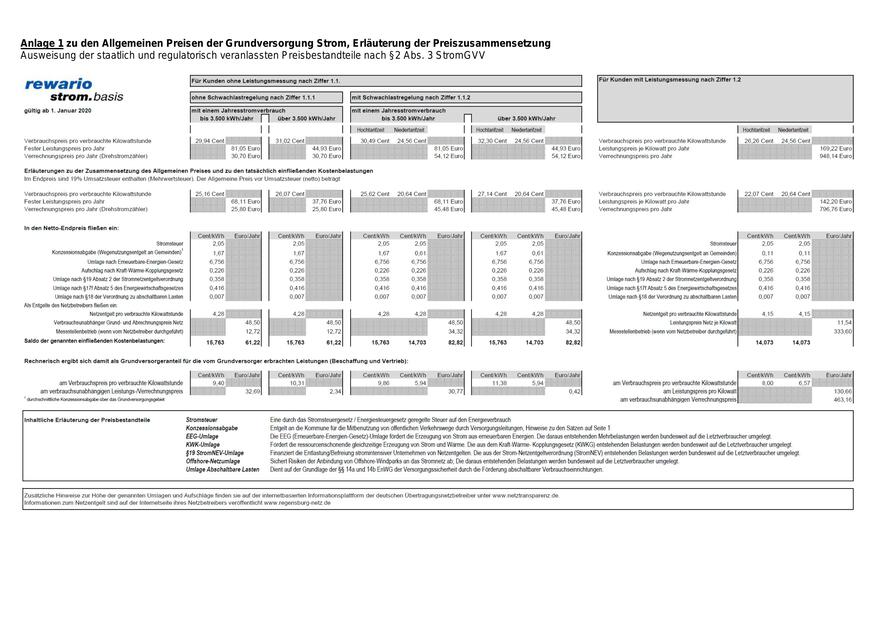 Anlage 1 zu den Allgemeinen Preisen der Grundversorgung Strom, Erläuterung der Preiszusammensetzung
Ausweisung der staatlich und regulatorisch veranlassten Preisbestandteile nach §2 Abs. 3 StromGVV
rewario
strom.basis
gültig ab 1. Januar 2020
Für Kunden ohne Leistungsmessung nach Ziffer 1.1.
Für Kunden mit Leistungsmessung nach Ziffer 1.2
ohne Schwachlastregelung nach Ziffer 1.1.1 mit Schwachlastregelung nach Ziffer 1.1.2
mit einem Jahresstromverbrauch mit einem Jahresstromverbrauch
bis 3.500 kWh/Jahr über 3.500 kWh/Jahr bis 3.500 kWh/Jahr über 3.500 kWh/Jahr
Hochtarifzeit Niedertarifzeit Hochtarifzeit Niedertarifzeit Hochtarifzeit Niedertarifzeit
Verbrauchspreis pro verbrauchte Kilowattstunde 29,94 Cent 31,02 Cent 30,49 Cent 24,56 Cent 32,30 Cent 24,56 Cent Verbrauchspreis pro verbrauchte Kilowattstunde 26,26 Cent 24,56 Cent
Fester Leistungspreis pro Jahr 81,05 Euro 44,93 Euro 81,05 Euro 44,93 Euro Leistungspreis je Kilowatt pro Jahr 169,22 Euro
Verrechnungspreis pro Jahr (Drehstromzähler) 30,70 Euro 30,70 Euro 54,12 Euro 54,12 Euro Verrechnungspreis pro Jahr 948,14 Euro
Erläuterungen zu der Zusammensetzung des Allgemeinen Preises und zu den tatsächlich einfließenden Kostenbelastungen
Im Endpreis sind 19% Umsatzsteuer enthalten (Mehrwertsteuer). Der Allgemeine Preis vor Umsatzsteuer (netto) beträgt
Verbrauchspreis pro verbrauchte Kilowattstunde 25,16 Cent 26,07 Cent 25,62 Cent 20,64 Cent 27,14 Cent 20,64 Cent Verbrauchspreis pro verbrauchte Kilowattstunde 22,07 Cent 20,64 Cent
Fester Leistungspreis pro Jahr 68,11 Euro 37,76 Euro 68,11 Euro 37,76 Euro Leistungspreis je Kilowatt pro Jahr 142,20 Euro
Verrechnungspreis pro Jahr (Drehstromzähler) 25,80 Euro 25,80 Euro 45,48 Euro 45,48 Euro Verrechnungspreis pro Jahr 796,76 Euro
In den Netto-Endpreis fließen ein:
Cent/kWh Euro/Jahr Cent/kWh Euro/Jahr Cent/kWh Cent/kWh Euro/Jahr Cent/kWh Cent/kWh Euro/Jahr Cent/kWh Cent/kWh Euro/Jahr
Stromsteuer 2,05 2,05 2,05 2,05 2,05 2,05 Stromsteuer 2,05 2,05
Konzessionsabgabe (Wegenutzungsentgelt an Gemeinden)¹ 1,67 1,67 1,67 0,61 1,67 0,61 Konzessionsabgabe (Wegenutzungsentgelt an Gemeinden) 0,11 0,11
Umlage nach Erneuerbare-Energien-Gesetz 6,756 6,756 6,756 6,756 6,756 6,756 Umlage nach Erneuerbare-Energien-Gesetz 6,756 6,756
Aufschlag nach Kraft-Wärme-Kopplungsgesetz 0,226 0,226 0,226 0,226 0,226 0,226 Aufschlag nach Kraft-Wärme-Kopplungsgesetz 0,226 0,226
Umlage nach §19 Absatz 2 der Stromnetzentgeltverordnung 0,358 0,358 0,358 0,358 0,358 0,358 Umlage nach §19 Absatz 2 der Stromnetzentgeltverordnung 0,358 0,358
Umlage nach §17f Absatz 5 des Energiewirtschaftsgesetzes 0,416 0,416 0,416 0,416 0,416 0,416 Umlage nach §17f Absatz 5 des Energiewirtschaftsgesetzes 0,416 0,416
Umlage nach §18 der Verordnung zu abschaltbaren Lasten 0,007 0,007 0,007 0,007 0,007 0,007 Umlage nach §18 der Verordnung zu abschaltbaren Lasten 0,007 0,007
Als Entgelte des Netzbetreibers fließen ein:
Netzentgelt pro verbrauchte Kilowattstunde 4,28 4,28 4,28 4,28 4,28 4,28 Netzentgelt pro verbrauchte Kilowattstunde 4,15 4,15
Verbrauchsunabhängiger Grund- und Abrechnungspreis Netz 48,50 48,50 48,50 48,50 Leistungspreis Netz je Kilowatt 11,54
Messstellenbetrieb (wenn vom Netzbetreiber durchgeführt) 12,72 12,72 34,32 34,32 Messstellenbetrieb (wenn vom Netzbetreiber durchgeführt) 333,60
Saldo der genannten einfließenden Kostenbelastungen: 15,763 61,22 15,763 61,22 15,763 14,703 82,82 15,763 14,703 82,82 14,073 14,073
Rechnerisch ergibt sich damit als Grundversorgeranteil für die vom Grundversorger erbrachten Leistungen (Beschaffung und Vertrieb):
Cent/kWh Euro/Jahr Cent/kWh Euro/Jahr Cent/kWh Cent/kWh Euro/Jahr Cent/kWh Cent/kWh Euro/Jahr Cent/kWh Cent/kWh Euro/Jahr
am Verbrauchspreis pro verbrauchte Kilowattstunde 9,40 10,31 9,86 5,94 11,38 5,94 am Verbrauchspreis pro verbrauchte Kilowattstunde 8,00 6,57
am verbrauchsunabhängigen Leistungs-/Verrechnungspreis 32,69 2,34 30,77 0,42 am Leistungspreis pro Kilowatt 130,66
¹ durchschnittliche Konzessionsabgabe über das Grundversorgungsgebiet am verbrauchsunabhängigen Verrechnungspreis 463,16
Inhaltliche Erläuterung der Preisbestandteile Stromsteuer Eine durch das Stromsteuergesetz / Energiesteuergesetz geregelte Steuer auf den Energieverbrauch
Konzessionsabgabe Entgelt an die Kommune für die Mitbenutzung von öffentlichen Verkehrswege durch Versorgungsleitungen, Hinweise zu den Sätzen auf Seite 1
EEG-Umlage Die EEG (Erneuerbare-Energien-Gesetz)-Umlage fördert die Erzeugung von Strom aus erneuerbaren Energien. Die daraus entstehenden Mehrbelastungen werden bundesweit auf die Letztverbraucher umgelegt.
KWK-Umlage Fördert die ressourcenschonende gleichzeitige Erzeugung von Strom und Wärme. Die aus dem Kraft-Wärme- Kopplungsgesetz (KWKG) entstehenden Belastungen werden bundesweit auf die Letztverbraucher umgelegt.
§19 StromNEV-Umlage Finanziert die Entlastung/Befreiung stromintensiver Unternehmen von Netzentgelten. Die aus der Strom-Netzentgeltverordnung (StromNEV) entstehenden Belastungen werden bundesweit auf die Letztverbraucher umgelegt.
Offshore-Netzumlage Sichert Risiken der Anbindung von Offshore-Windparks an das Stromnetz ab, Die daraus entstehenden Belastungen werden bundesweit auf die Letztverbraucher umgelegt.
Umlage Abschaltbare Lasten Dient auf der Grundlage der §§ 14a und 14b EnWG der Versorgungssicherheit durch die Förderung abschaltbarer Verbrauchseinrichtungen.
Zusätzliche Hinweise zur Höhe der genannten Umlagen und Aufschläge finden sie auf der internetbasierten Informationsplattform der deutschen Übertragungsnetzbetreiber unter www.netztransparenz.de.
Informationen zum Netzentgelt sind auf der Internetseite ihres Netzbetreibers veröffentlicht www.regensburg-netz.de